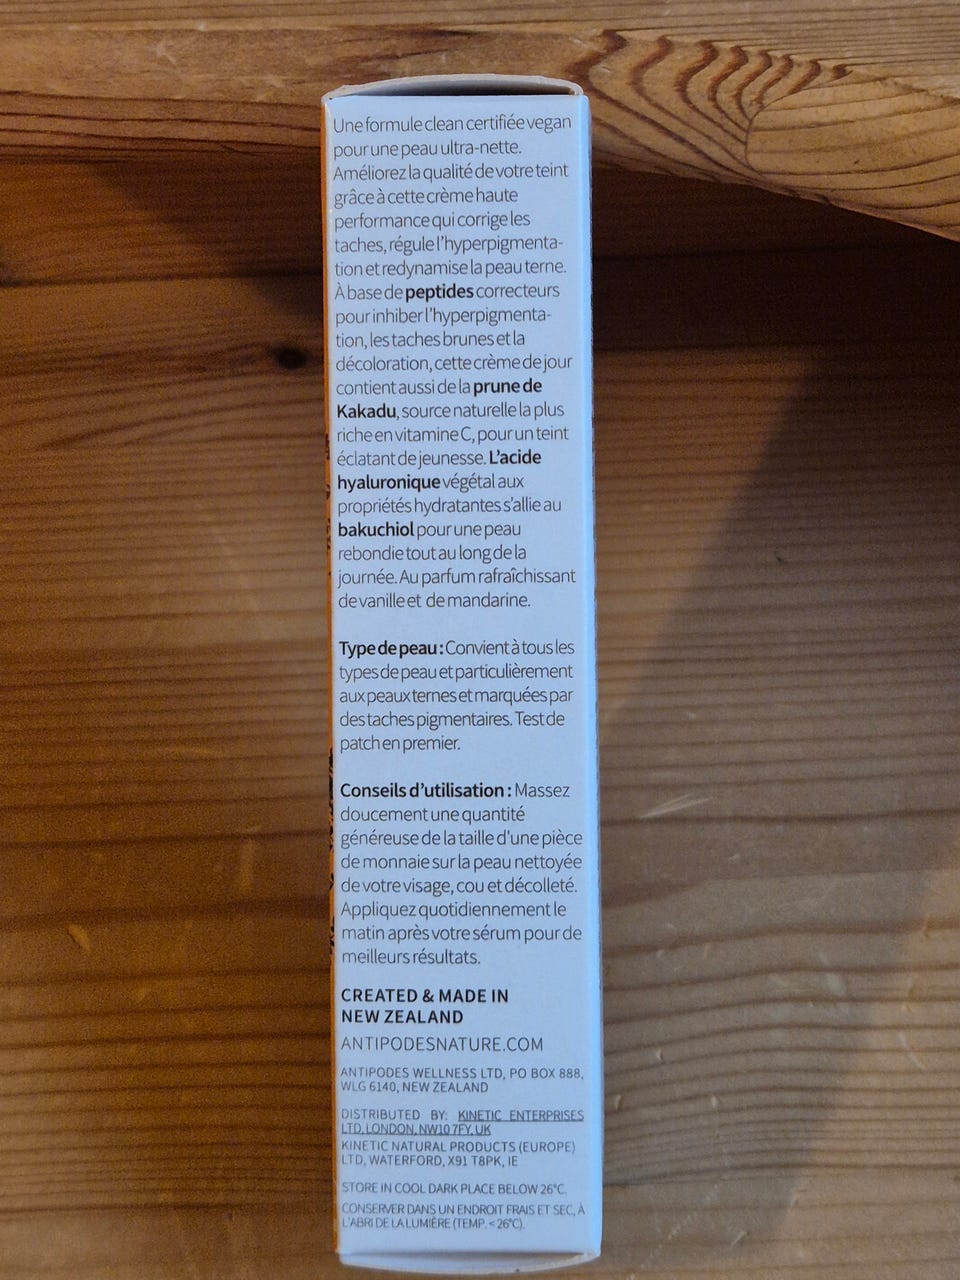 Une formule clean certifiée vegan
pour une peau ultra-nette.
Améliorez la qualité de votre teint
grâce à cette crème haute
performance qui corrige les
taches, régule l'hyperpigmenta-
tion et redynamise la peau terne.
À base de peptides correcteurs
pour inhiber l'hyperpigmenta-
tion, les taches brunes et la
décoloration, cette crème de jour
contient aussi de la prune de
Kakadu, source naturelle la plus
riche en vitamine C, pour un teint
éclatant de jeunesse. L'acide
hyaluronique végétal aux
propriétés hydratantes s'allie au
bakuchiol pour une peau
rebondie tout au long de la
journée. Au parfum rafraîchissant
de vanille et de mandarine.
Type de peau : Convient à tous les
types de peau et particulièrement
aux peaux ternes et marquées par
des taches pigmentaires. Test de
patch en premier.
Conseils d'utilisation : Massez
doucement une quantité
généreuse de la taille d'une pièce
de monnaie sur la peau nettoyée
de votre visage, cou et décolleté.
Appliquez quotidiennement le
matin après votre sérum pour de
meilleurs résultats.
CREATED & MADE IN
NEW ZEALAND
ANTIPODESNATURE.COM
ANTIPODES WELLNESS LTD, PO BOX 888,
WLG 6140, NEW ZEALAND
DISTRIBUTED BY: KINETIC ENTERPRISES
LTD, LONDON, NW10 7FY, UK
KINETIC NATURAL PRODUCTS (EUROPE)
LTD, WATERFORD, X91 T8PK, IE
STORE IN COOL DARK PLACE BELOW 26°C.
CONSERVER DANS UN ENDROIT FRAIS ET SEC, À
L'ABRI DE LA LUMIÈRE (TEMP. < 26°C).